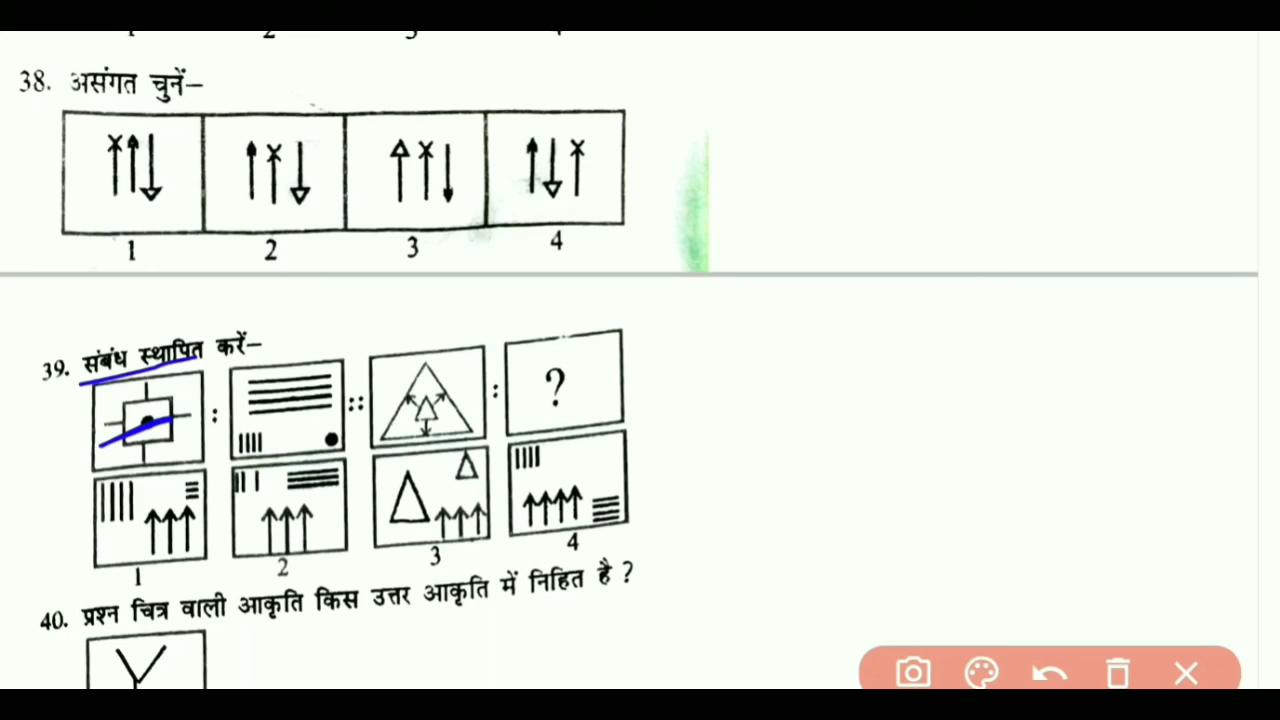 38. असंगत चुनें–
1 2 3 4
39. संबंध स्थापित करें–
: :: : ?
1 2 3 4
40. प्रश्न चित्र वाली आकृति किस उत्तर आकृति में निहित है ?